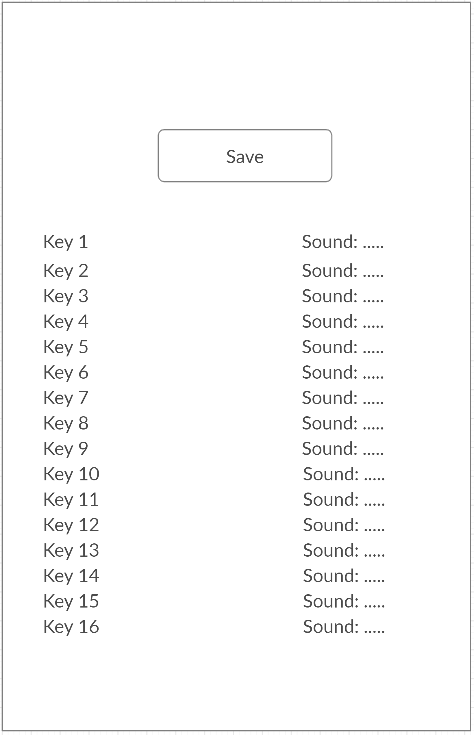 Save
Key 1 Sound: .....
Key 2 Sound: .....
Key 3 Sound: .....
Key 4 Sound: .....
Key 5 Sound: .....
Key 6 Sound: .....
Key 7 Sound: .....
Key 8 Sound: .....
Key 9 Sound: .....
Key 10 Sound: .....
Key 11 Sound: .....
Key 12 Sound: .....
Key 13 Sound: .....
Key 14 Sound: .....
Key 15 Sound: .....
Key 16 Sound: .....